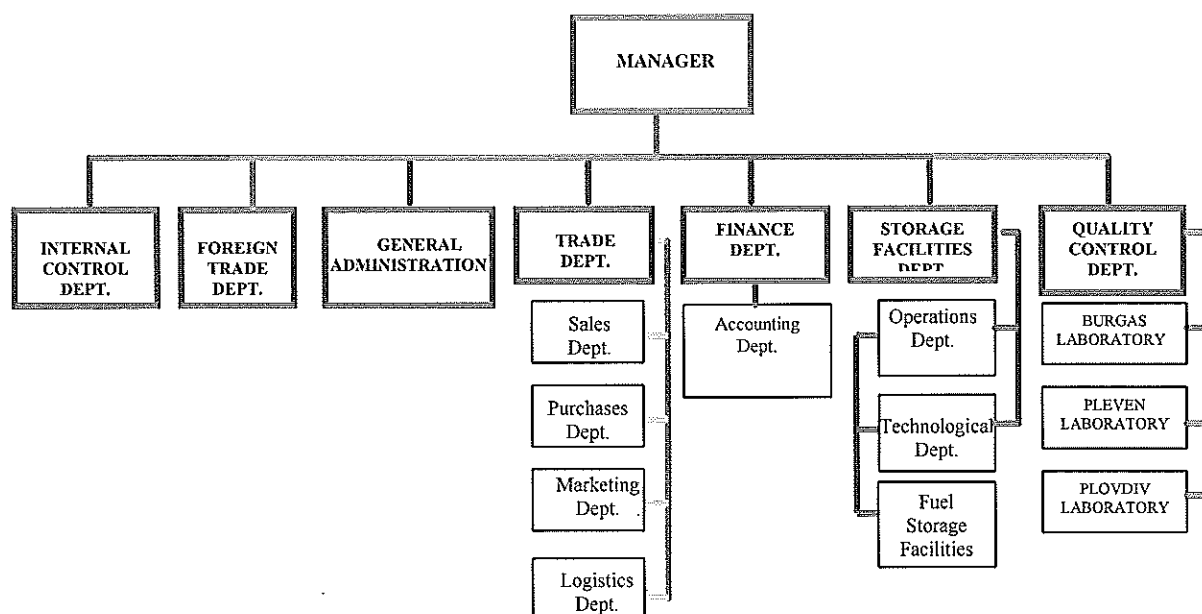 MANAGER
INTERNAL
CONTROL
DEPT.
FOREIGN
TRADE
DEPT.
GENERAL
ADMINISTRATION
TRADE
DEPT.
FINANCE
DEPT.
STORAGE
FACILITIES
DEPT
QUALITY
CONTROL
DEPT.
Sales
Dept.
Purchases
Dept.
Marketing
Dept.
Logistics
Dept.
Accounting
Dept.
Operations
Dept.
Technological
Dept.
Fuel
Storage
Facilities
BURGAS
LABORATORY
PLEVEN
LABORATORY
PLOVDIV
LABORATORY